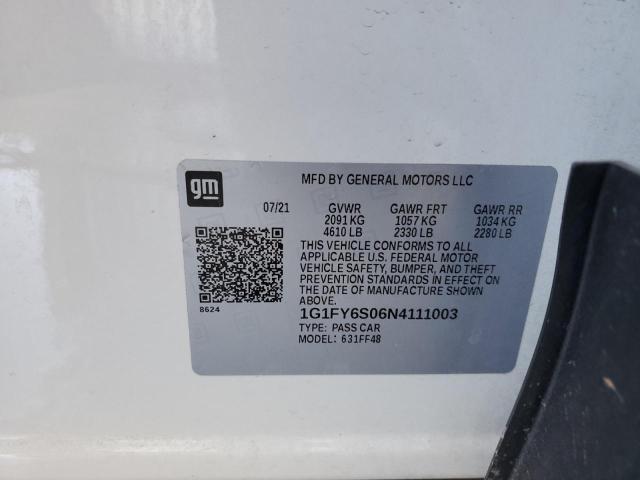 gm
MFD BY GENERAL MOTORS LLC
07/21 GVWR GAWR FRT GAWR RR
2091 KG 1057 KG 1034 KG
4610 LB 2330 LB 2280 LB
THIS VEHICLE CONFORMS TO ALL
APPLICABLE U.S. FEDERAL MOTOR
VEHICLE SAFETY, BUMPER, AND THEFT
PREVENTION STANDARDS IN EFFECT
ON THE DATE OF MANUFACTURE SHOWN
ABOVE.
8624
1G1FY6S06N4111003
TYPE: PASS CAR
MODEL: 631FF48